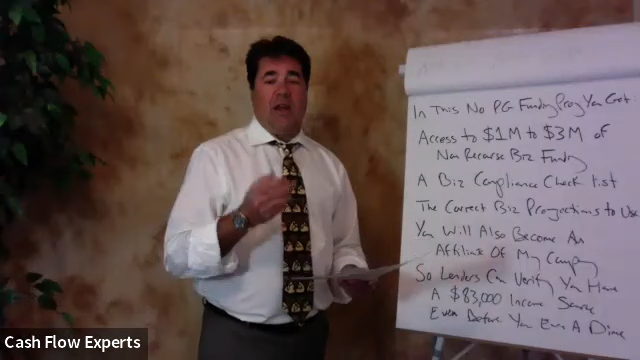 In This No PG Funding Prog You Get.
Access to $1M to $3M of
Non Recourse Biz Funding
A Biz Compliance Check List
The Correct Biz Projections to Use
You Will Also Become An
Affiliate Of My Company
So Lenders Can Verify You Have
A $83,000 Income Source
Even Before You Earn A Dime
Cash Flow Experts